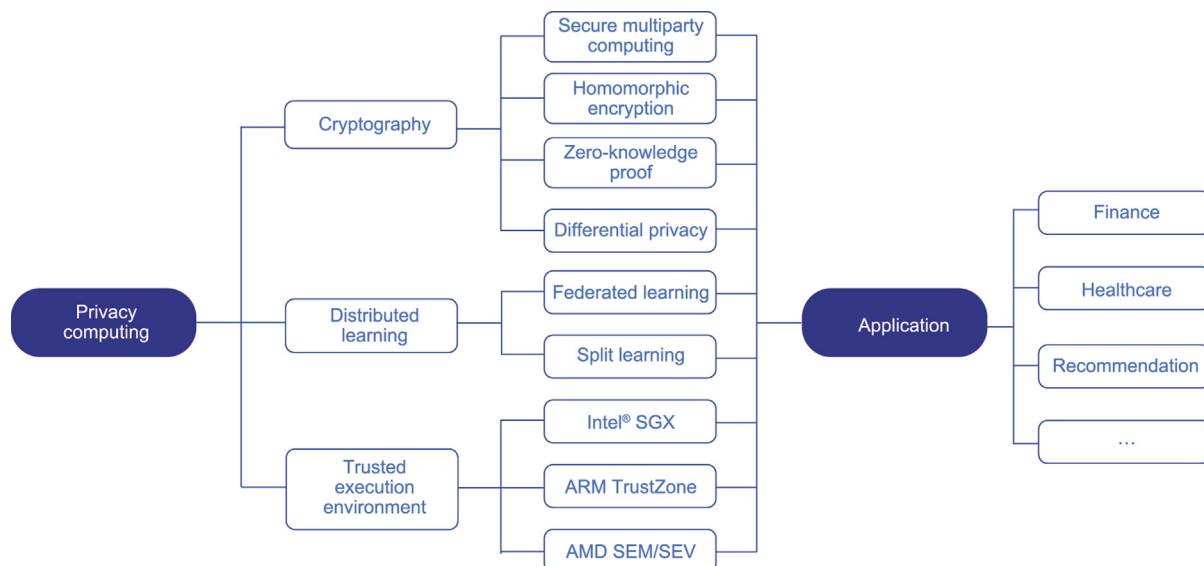 Secure multiparty
computing
Homomorphic
encryption
Cryptography
Zero-knowledge
proof
Differential privacy
Privacy
computing
Distributed
learning
Federated learning
Split learning
Trusted
execution
environment
Intel® SGX
ARM TrustZone
AMD SEM/SEV
Application
Finance
Healthcare
Recommendation
...